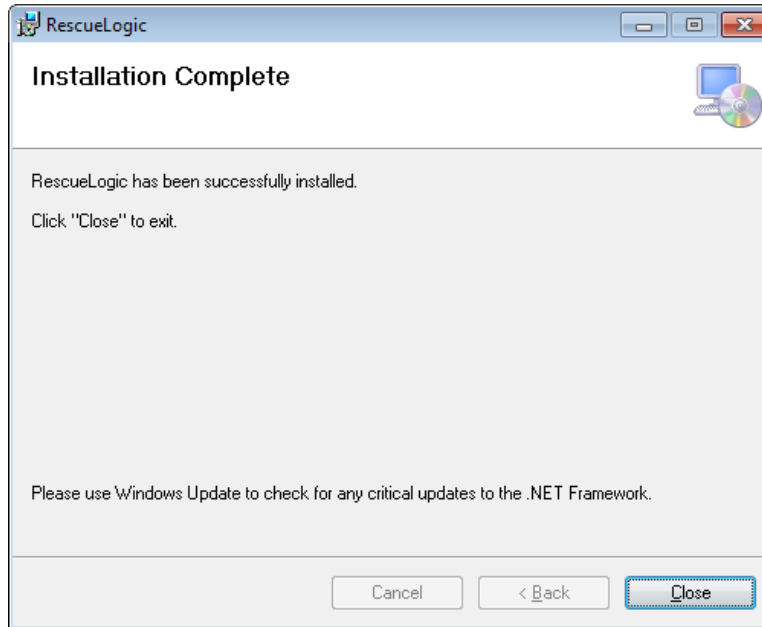 RescueLogic
Installation Complete
RescueLogic has been successfully installed.
Click "Close" to exit.
Please use Windows Update to check for any critical updates to the .NET Framework.
Cancel
< Back
Close